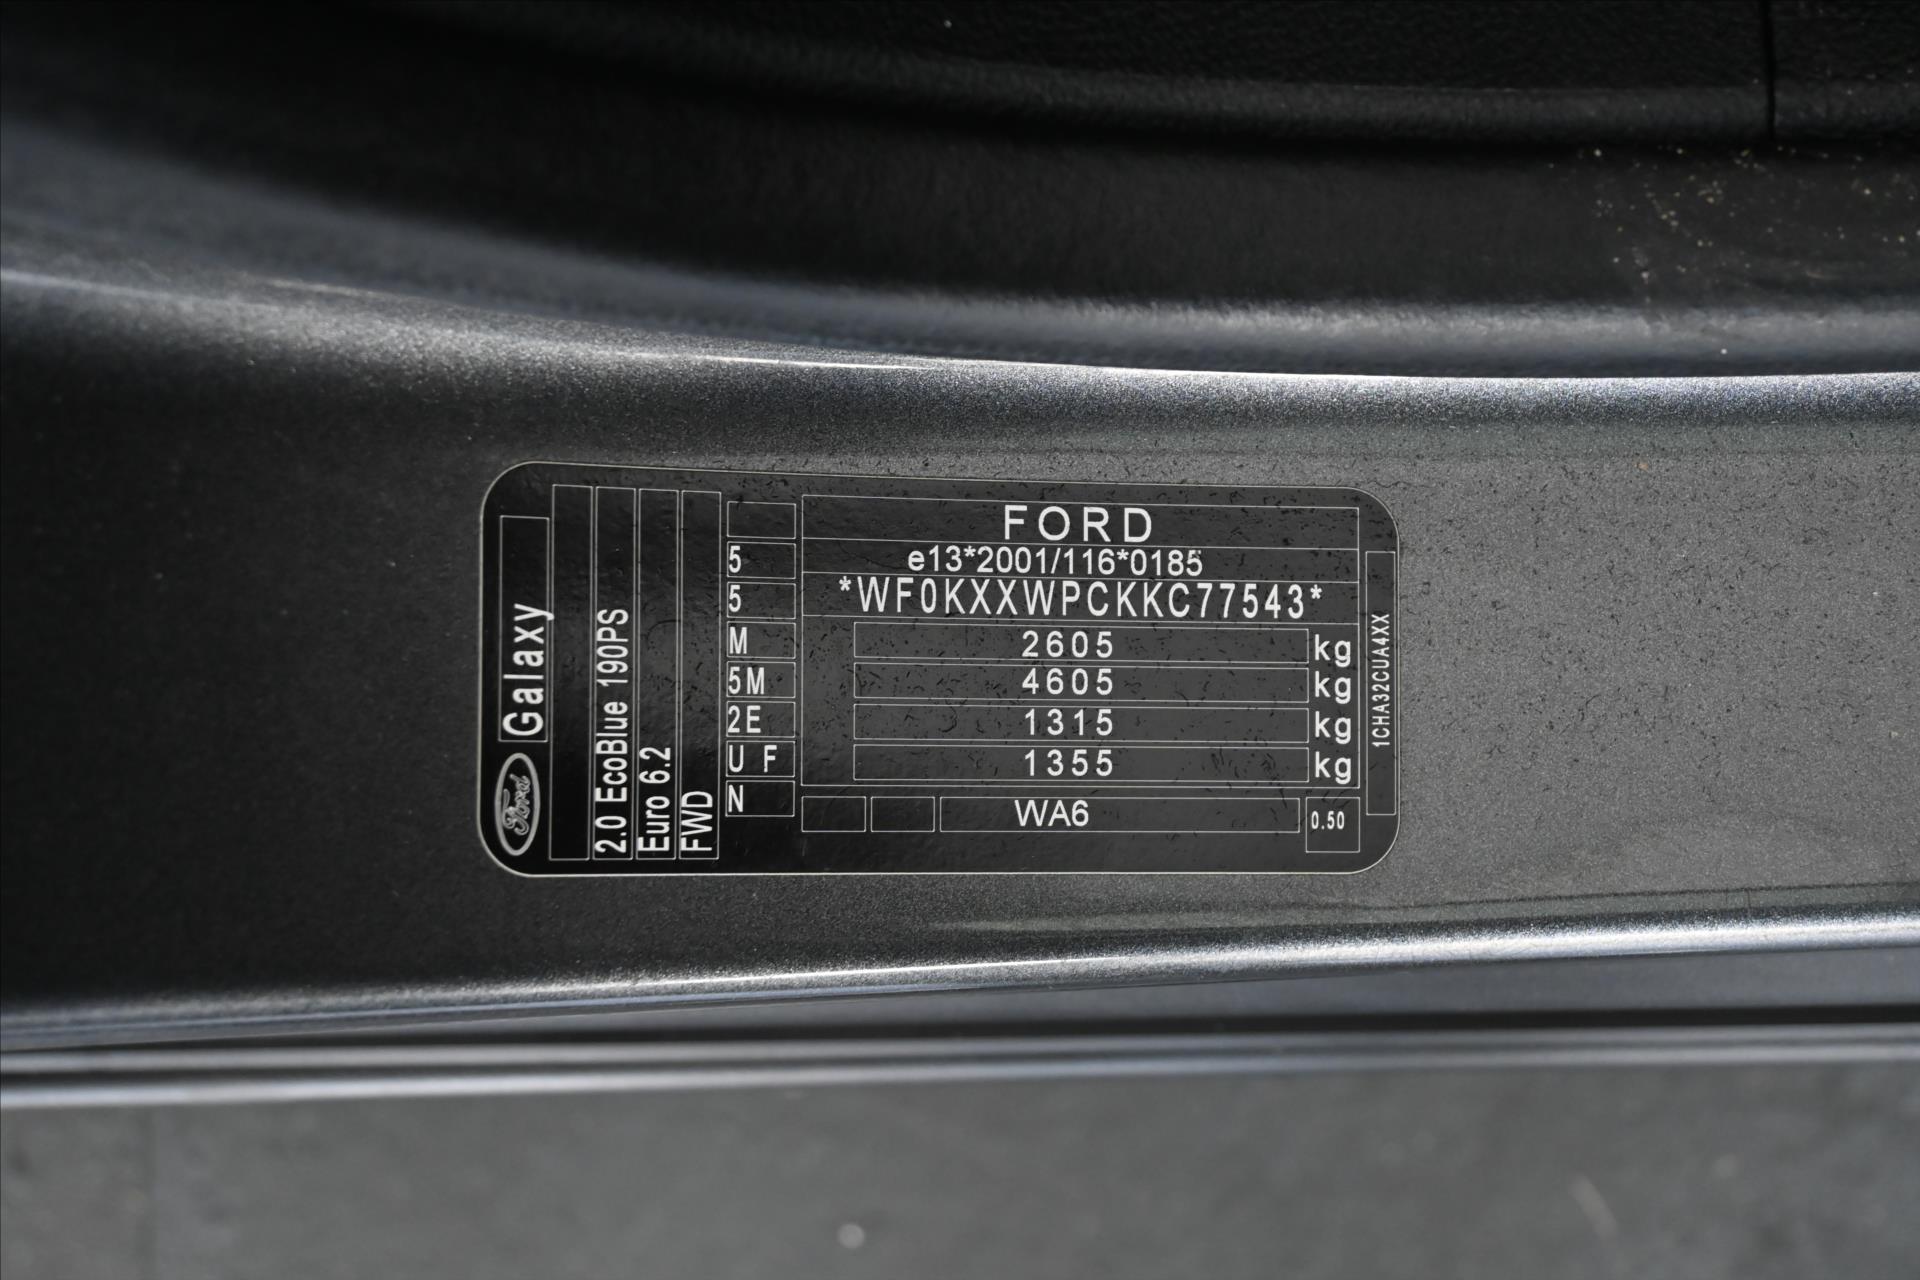 Ford
Galaxy
2.0 EcoBlue 190PS
Euro 6.2
FWD
5
5
M
5M
2E
U F
N
FORD
e13*2001/116*0185
*WF0KXXWPCKKC77543*
2605 kg
4605 kg
1315 kg
1355 kg
WA6
0.50
1CHA32CUA4XX